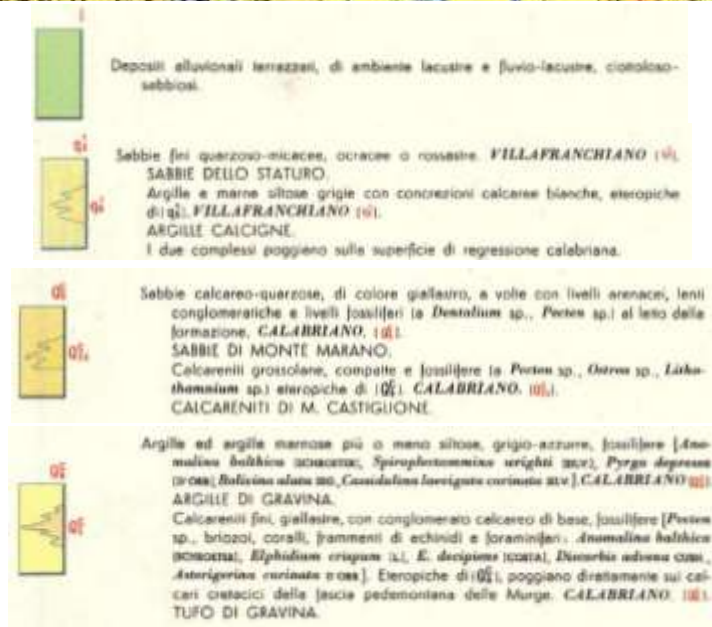 Depositi alluvionali terrazzati, di ambiente lacustre e fluvio-lacustre, ciottoloso-
sabbiosi.
Sabbie fini quarzoso-micacee, ocracee o rossastre. VILLAFRANCHIANO
SABBIE DELLO STATURO.
Argille e marne siltose grigie con concrezioni calcaree bianche, eteropiche
di VILLAFRANCHIANO
ARGILLE CALCIGNE.
I due complessi poggiano sulla superficie di regressione calabriana.
Sabbie calcareo-quarzose, di colore giallastro, a volte con livelli arenacei, lenti
conglomeratiche e livelli fossiliferi (a Dentalium sp., Pecten sp.) al letto della
formazione. CALABRIANO.
SABBIE DI MONTE MARANO.
Calcareniti grossolane, compatte e fossilifere (a Pecten sp., Ostrea sp., Litho-
thamnium sp.) eteropiche di CALABRIANO.
CALCARENITI DI M. CASTIGLIONE.
Argille ed argille marnose più o meno siltose, grigio-azzurre, fossilifere [Ano-
malina balthica Spiroplectammina wrighti Pyrgo depressa
Bolivina alata Cassidulina laevigata carinata CALABRIANO
ARGILLE DI GRAVINA.
Calcareniti fini, giallastre, con conglomerato calcareo di base, fossilifere [Pecten
sp., briozoi, coralli, frammenti di echinidi e foraminiferi: Anomalina balthica
Elphidium crispum (L.), E. decipiens (COSTA), Discorbis advena
Asterigerina carinata Eteropiche di poggiano direttamente sui cal-
cari cretacici della fascia pedemontana delle Murge. CALABRIANO.
TUFO DI GRAVINA.